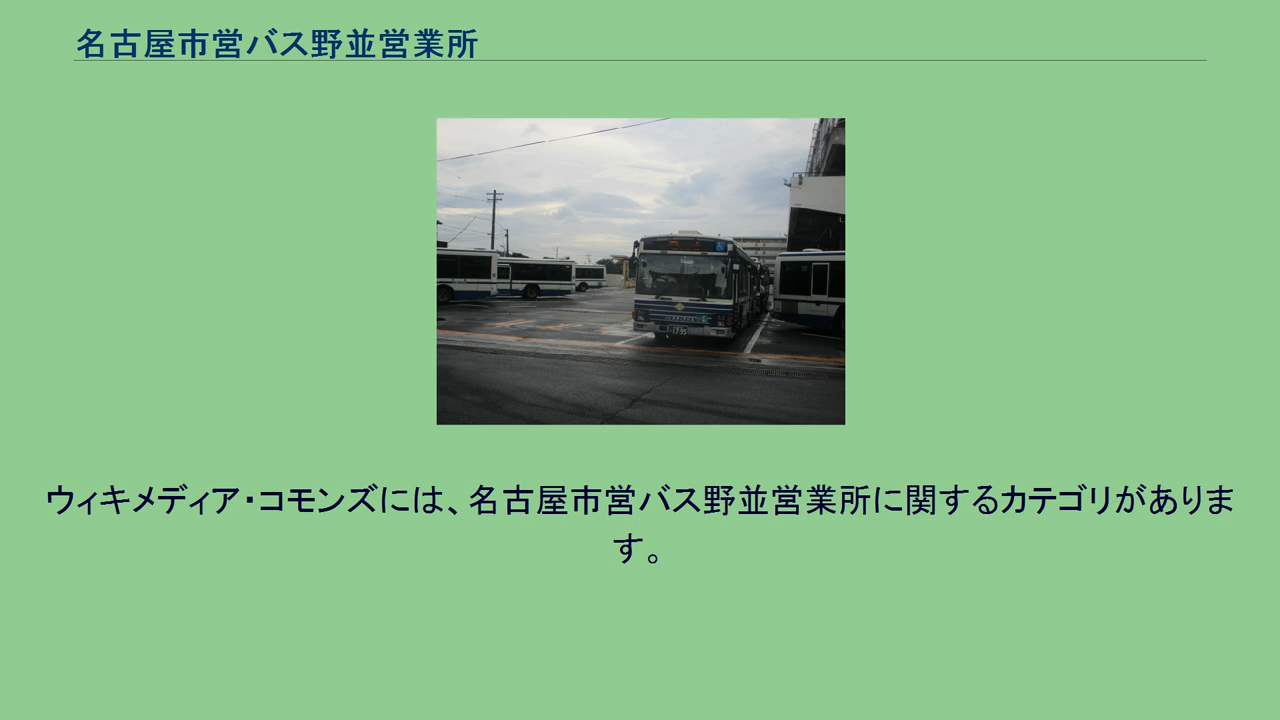 名古屋市営バス野並営業所
1795
ウィキメディア・コモンズには、名古屋市営バス野並営業所に関するカテゴリがありま
す。